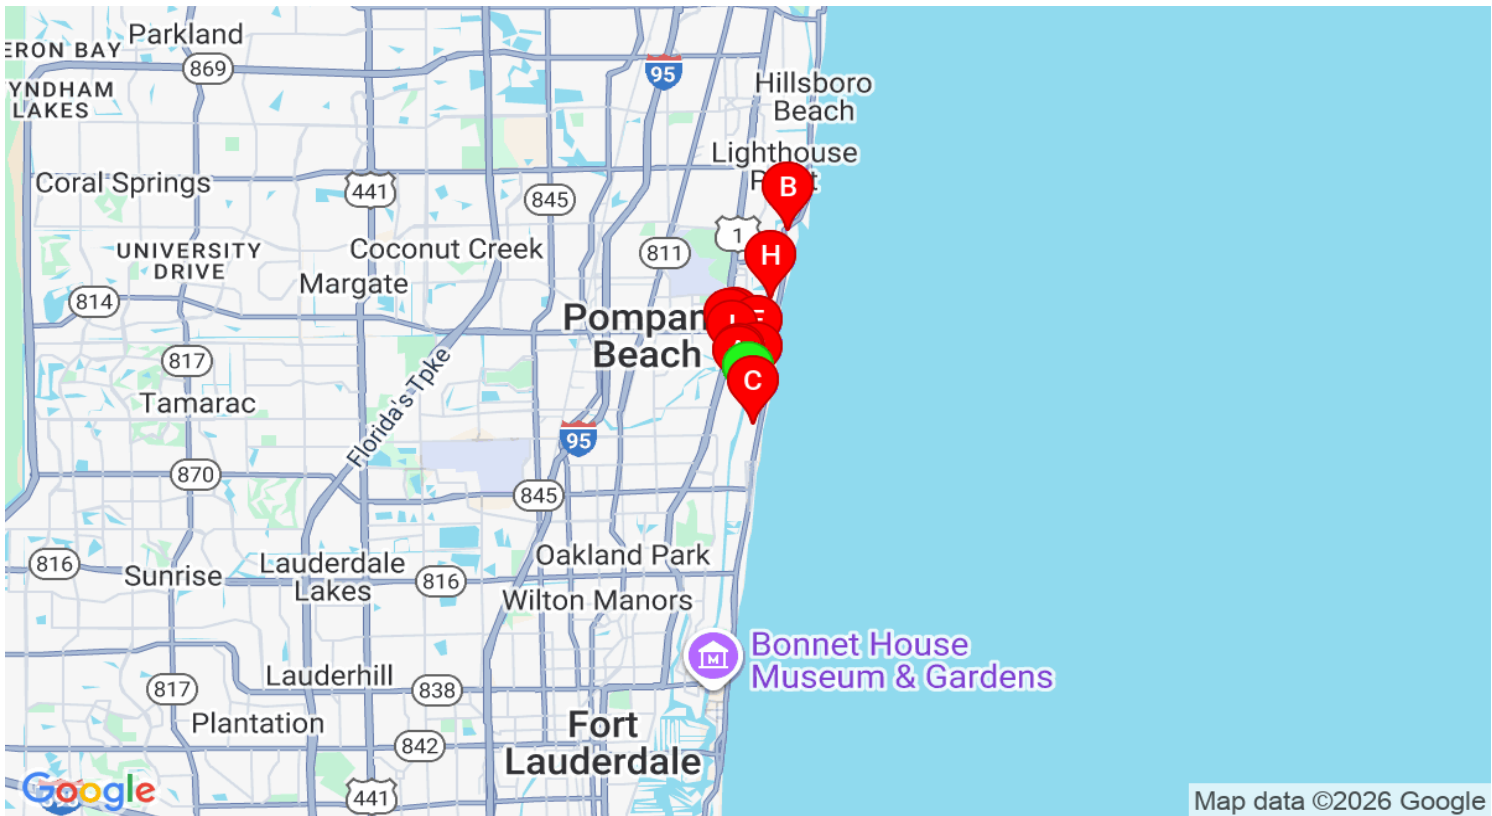 Parkland
ERON BAY
869
95
YNDHAM
LAKES
Hillsboro
Beach
Lighthouse
Coral Springs
441
845
B
1
UNIVERSITY
DRIVE
Coconut Creek
811
H
Margate
814
Pompan
Beach
817
C
Tamarac
Florida's Tpke
95
870
845
816
Sunrise
Lauderdale
Lakes
816
Oakland Park
Wilton Manors
Bonnet House
Museum & Gardens
Lauderhill
817
838
Plantation
842
Fort
Lauderdale
Google
441
Map data ©2026 Google